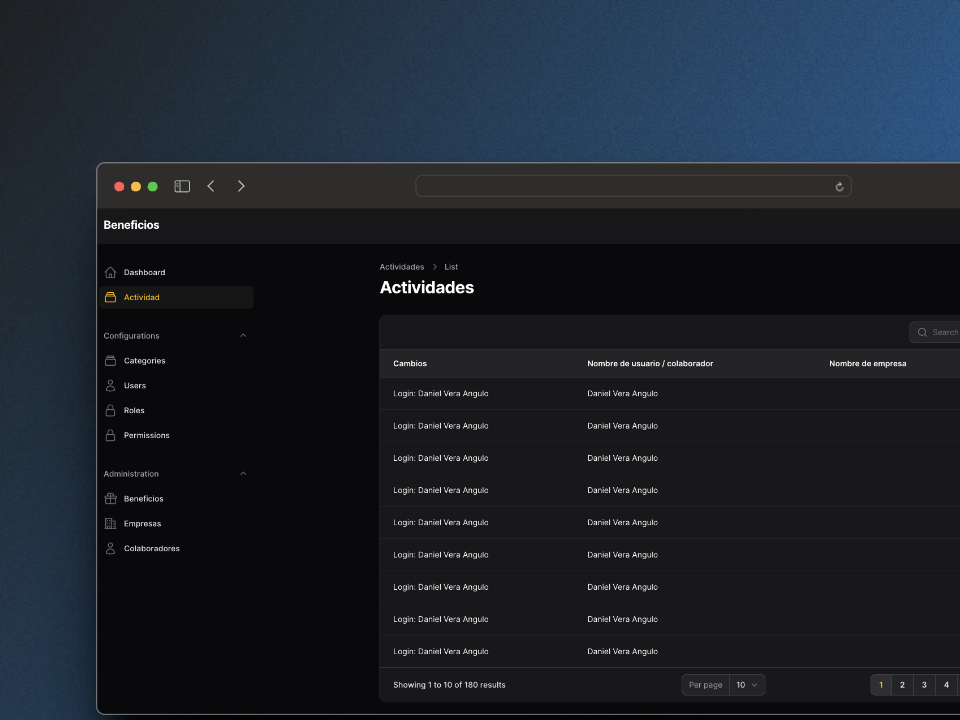 Beneficios
Dashboard
Actividad
Configurations
Categories
Users
Roles
Permissions
Administration
Beneficios
Empresas
Colaboradores
Actividades > List
Actividades
Search
Cambios Nombre de usuario / colaborador Nombre de empresa
Login: Daniel Vera Angulo Daniel Vera Angulo
Login: Daniel Vera Angulo Daniel Vera Angulo
Login: Daniel Vera Angulo Daniel Vera Angulo
Login: Daniel Vera Angulo Daniel Vera Angulo
Login: Daniel Vera Angulo Daniel Vera Angulo
Login: Daniel Vera Angulo Daniel Vera Angulo
Login: Daniel Vera Angulo Daniel Vera Angulo
Login: Daniel Vera Angulo Daniel Vera Angulo
Login: Daniel Vera Angulo Daniel Vera Angulo
Showing 1 to 10 of 180 results Per page 10 1 2 3 4